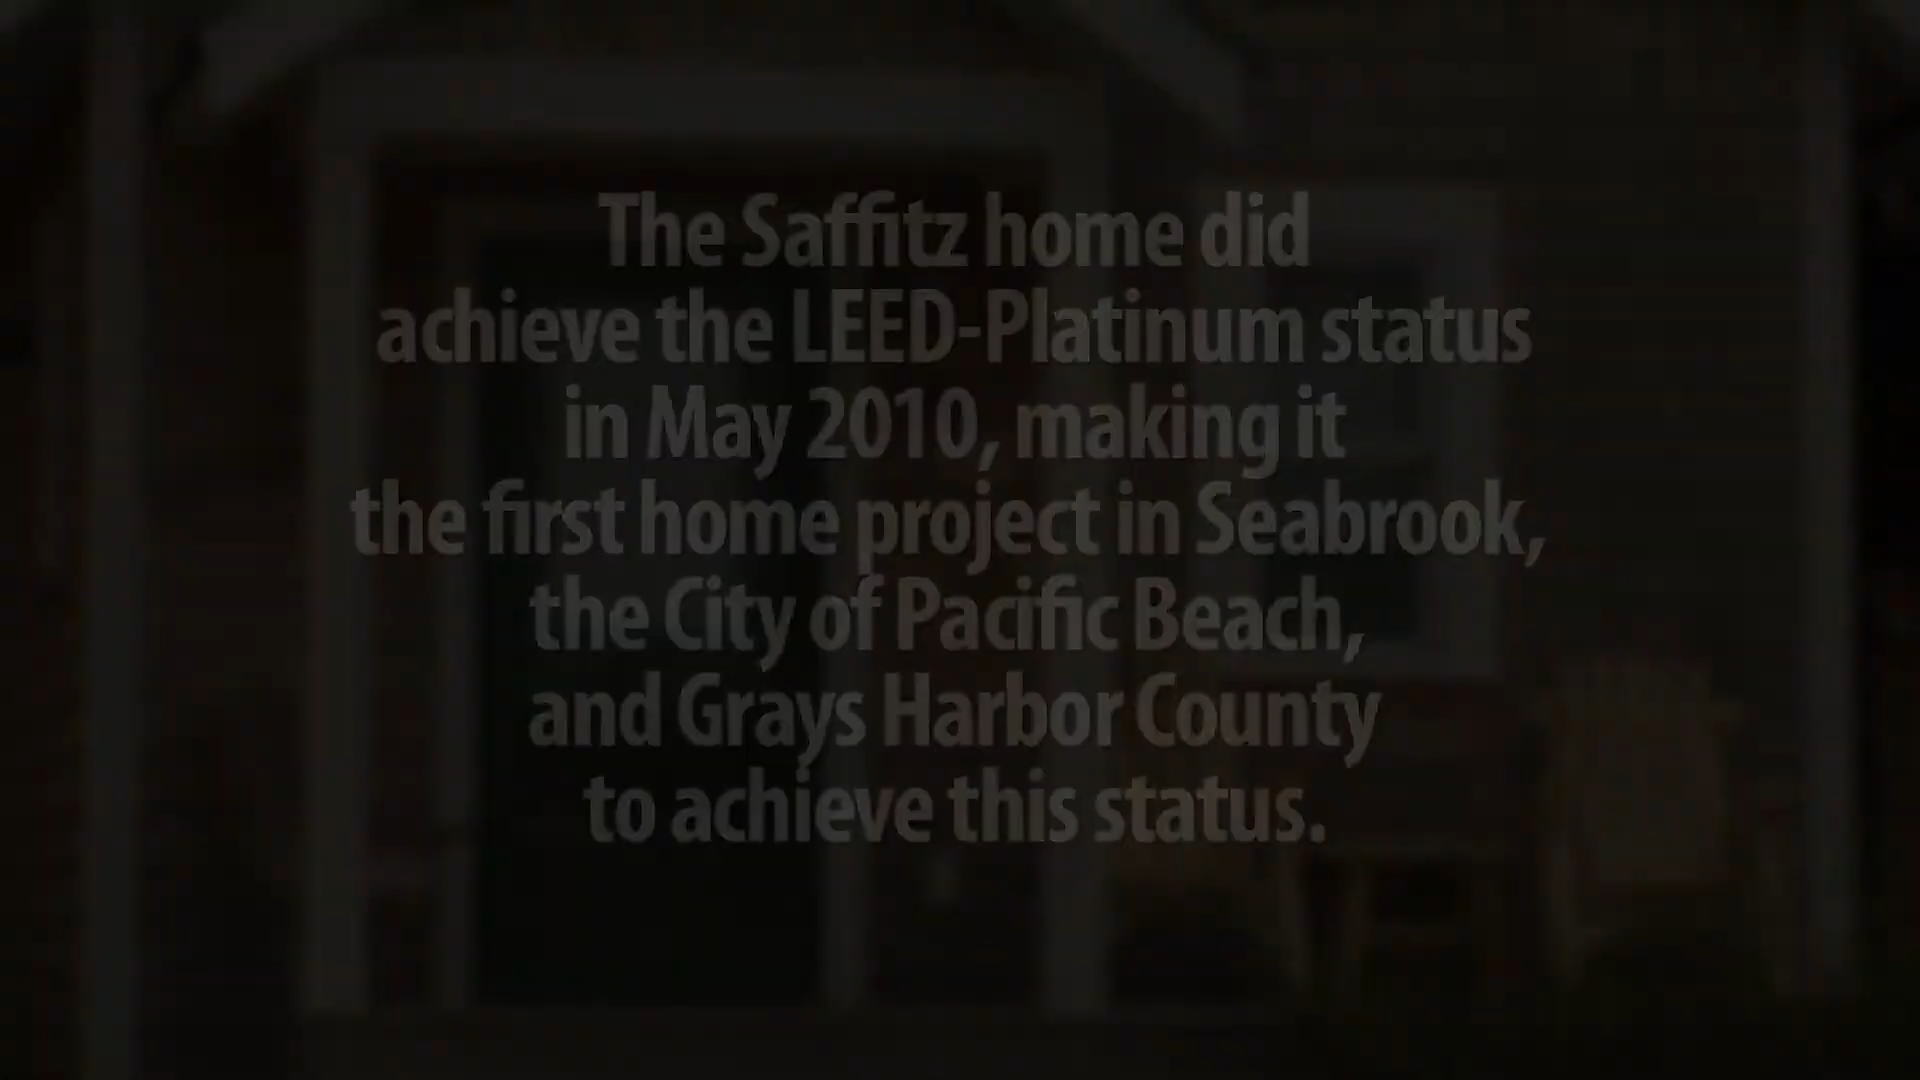 The Saffitz home did
achieve the LEED-Platinum status
in May 2010, making it
the first home project in Seabrook,
the City of Pacific Beach,
and Grays Harbor County
to achieve this status.